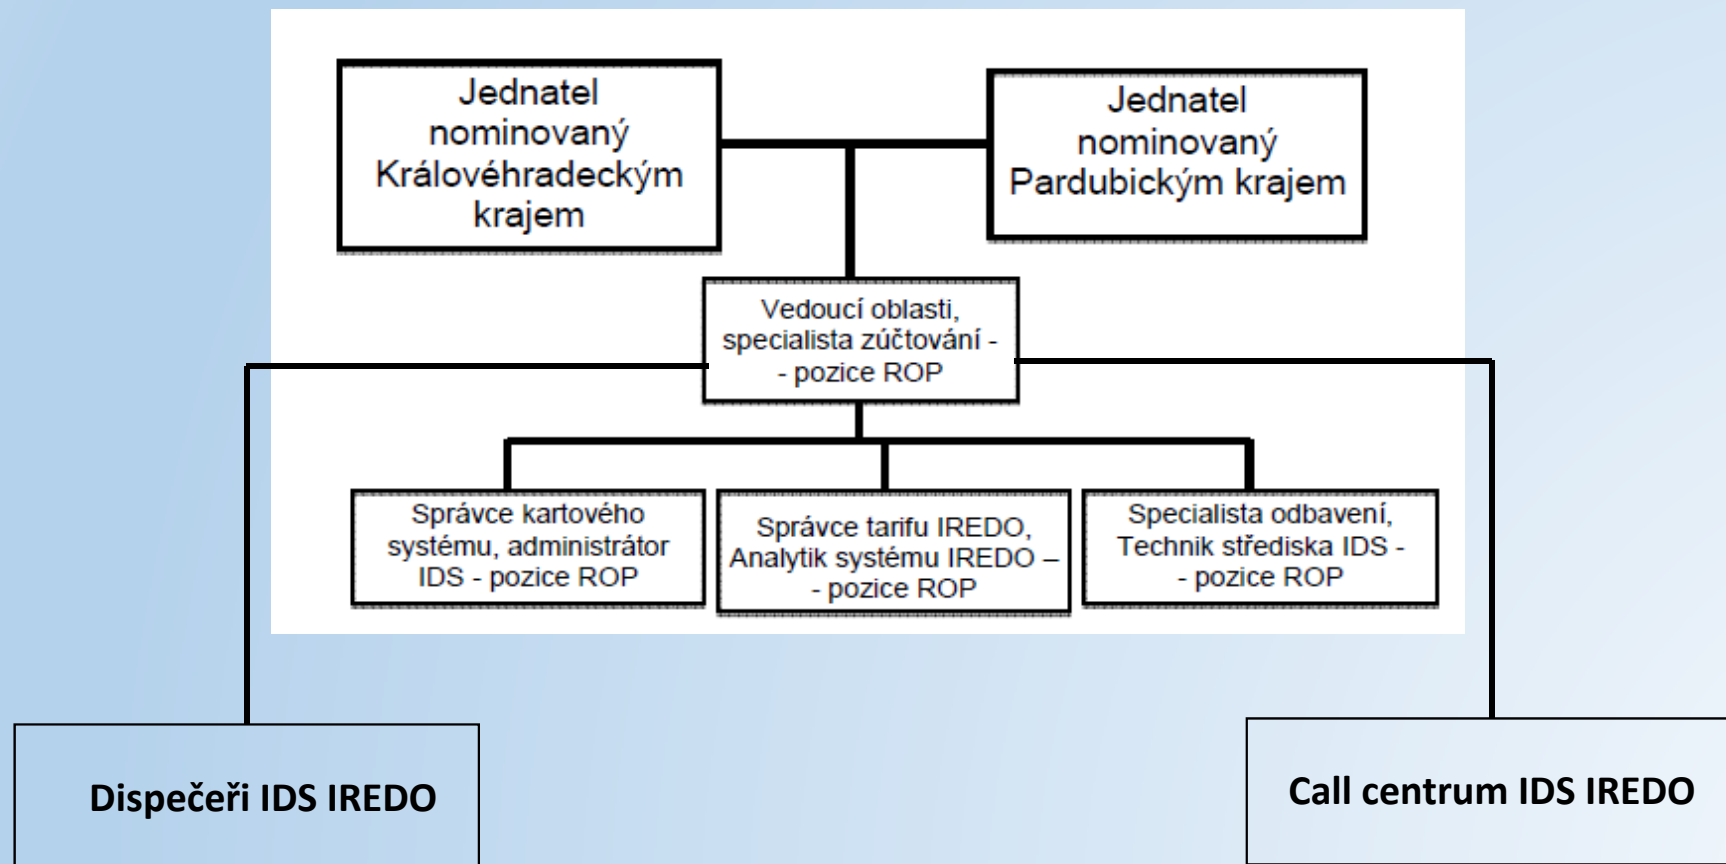 Jednatel
nominovaný
Královéhradeckým
krajem
Jednatel
nominovaný
Pardubickým krajem
Vedoucí oblasti,
specialista zúčtování -
- pozice ROP
Správce kartového
systému, administrátor
IDS - pozice ROP
Správce tarifu IREDO,
Analytik systému IREDO –
- pozice ROP
Specialista odbavení,
Technik střediska IDS -
- pozice ROP
Dispečeři IDS IREDO
Call centrum IDS IREDO